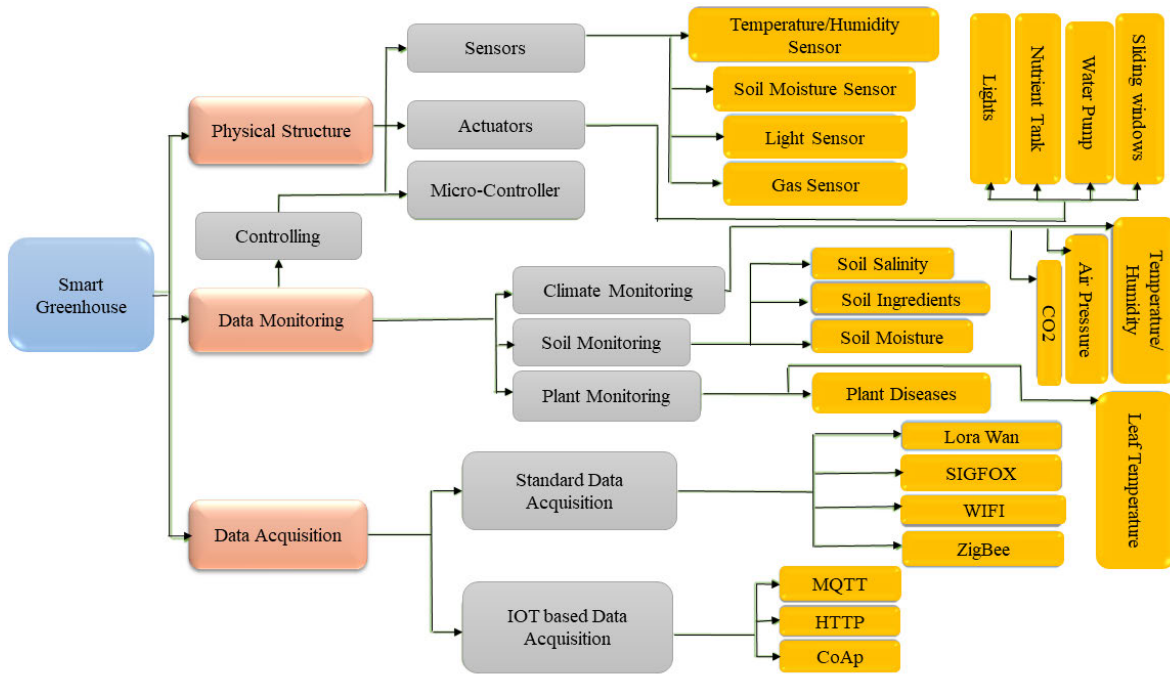 Smart
Greenhouse
Physical Structure
Controlling
Data Monitoring
Data Acquisition
Sensors
Actuators
Micro-Controller
Temperature/Humidity
Sensor
Soil Moisture Sensor
Light Sensor
Gas Sensor
Lights
Nutrient Tank
Water Pump
Sliding windows
Climate Monitoring
Soil Monitoring
Plant Monitoring
Soil Salinity
Soil Ingredients
Soil Moisture
Plant Diseases
CO2
Air Pressure
Temperature/
Humidity
Leaf Temperature
Standard Data
Acquisition
Lora Wan
SIGFOX
WIFI
ZigBee
IOT based Data
Acquisition
MQTT
HTTP
CoAp